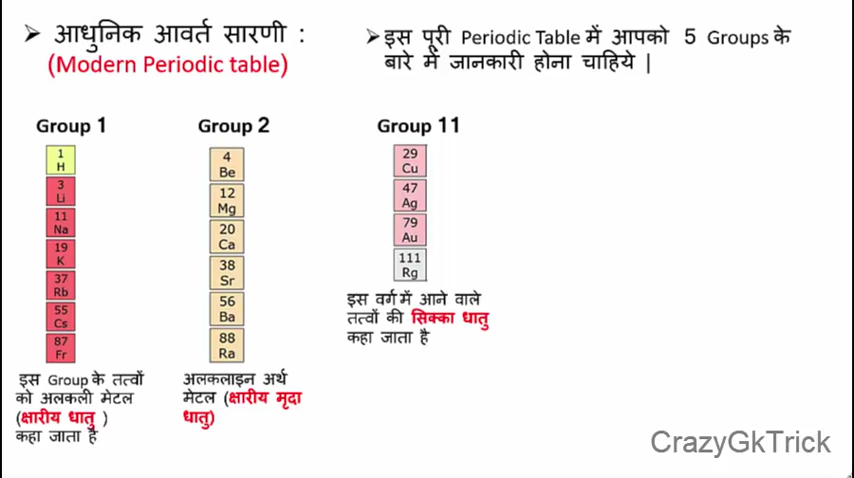 ➤ आधुनिक आवर्त सारणी :
(Modern Periodic table)
➤इस पूरी Periodic Table में आपको 5 Groups के
बारे में जानकारी होना चाहिये |
Group 1
1
H
3
Li
11
Na
19
K
37
Rb
55
Cs
87
Fr
इस Group के तत्वों
को अलकली मेटल
(क्षारीय धातु )
कहा जाता है
Group 2
4
Be
12
Mg
20
Ca
38
Sr
56
Ba
88
Ra
अलकलाइन अर्थ
मेटल (क्षारीय मृदा
धातु)
Group 11
29
Cu
47
Ag
79
Au
111
Rg
इस वर्ग में आने वाले
तत्वों की सिक्का धातु
कहा जाता है
CrazyGkTrick